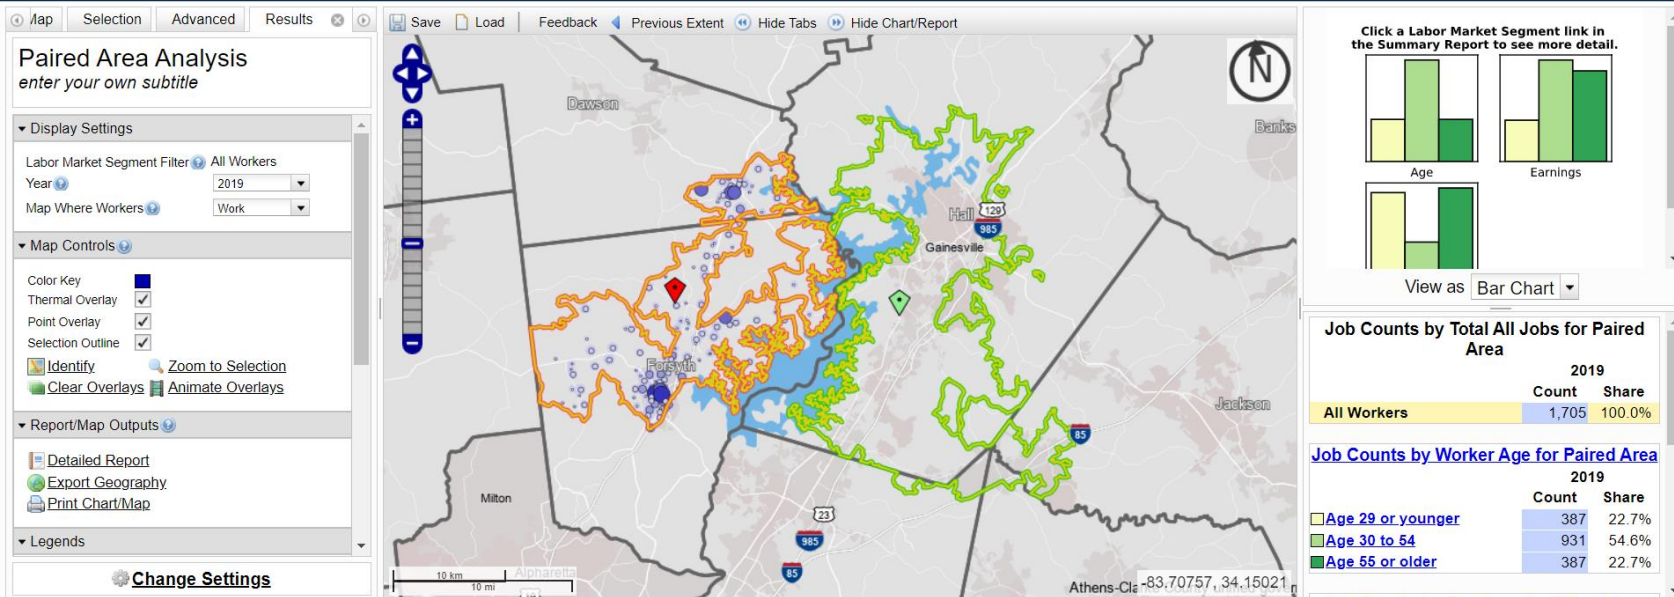 Map Selection Advanced Results
Save Load Feedback Previous Extent Hide Tabs Hide Chart/Report
Paired Area Analysis
enter your own subtitle
Display Settings
Labor Market Segment Filter All Workers
Year 2019
Map Where Workers Work
Map Controls
Color Key
Thermal Overlay
Point Overlay
Selection Outline
Identify Zoom to Selection
Clear Overlays Animate Overlays
Report/Map Outputs
Detailed Report
Export Geography
Print Chart/Map
Legends
Change Settings
N
Dawson
Banks
Hall
129
985
Gainesville
Forsyth
Jackson
85
Milton
23
985
85
10 km
10 mi
Alpharetta
Athens-Cla
-83.70757, 34.15021
Click a Labor Market Segment link in
the Summary Report to see more detail.
Age Earnings
View as Bar Chart
Job Counts by Total All Jobs for Paired
Area
2019
Count Share
All Workers 1,705 100.0%
Job Counts by Worker Age for Paired Area
2019
Count Share
Age 29 or younger 387 22.7%
Age 30 to 54 931 54.6%
Age 55 or older 387 22.7%